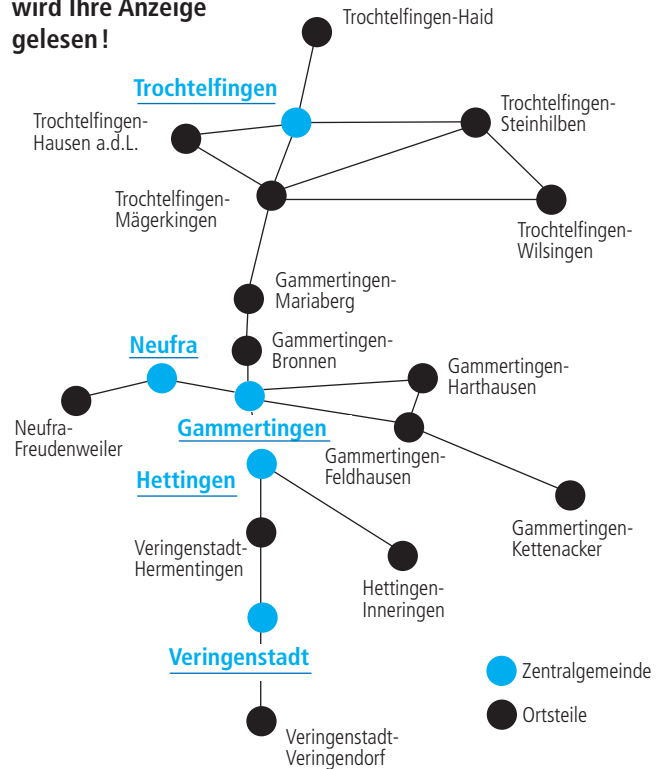 wird Ihre Anzeige
gelesen !
Trochtelfingen-Haid
Trochtelfingen
Trochtelfingen-
Steinhilben
Trochtelfingen-
Hausen a.d.L.
Trochtelfingen-
Mägerkingen
Trochtelfingen-
Wilsingen
Gammertingen-
Mariaberg
Neufra
Gammertingen-
Bronnen
Gammertingen-
Harthausen
Neufra-
Freudenweiler
Gammertingen
Gammertingen-
Feldhausen
Hettingen
Gammertingen-
Kettenacker
Veringenstadt-
Hermentingen
Hettingen-
Inneringen
Veringenstadt
Zentralgemeinde
Ortsteile
Veringenstadt-
Veringendorf